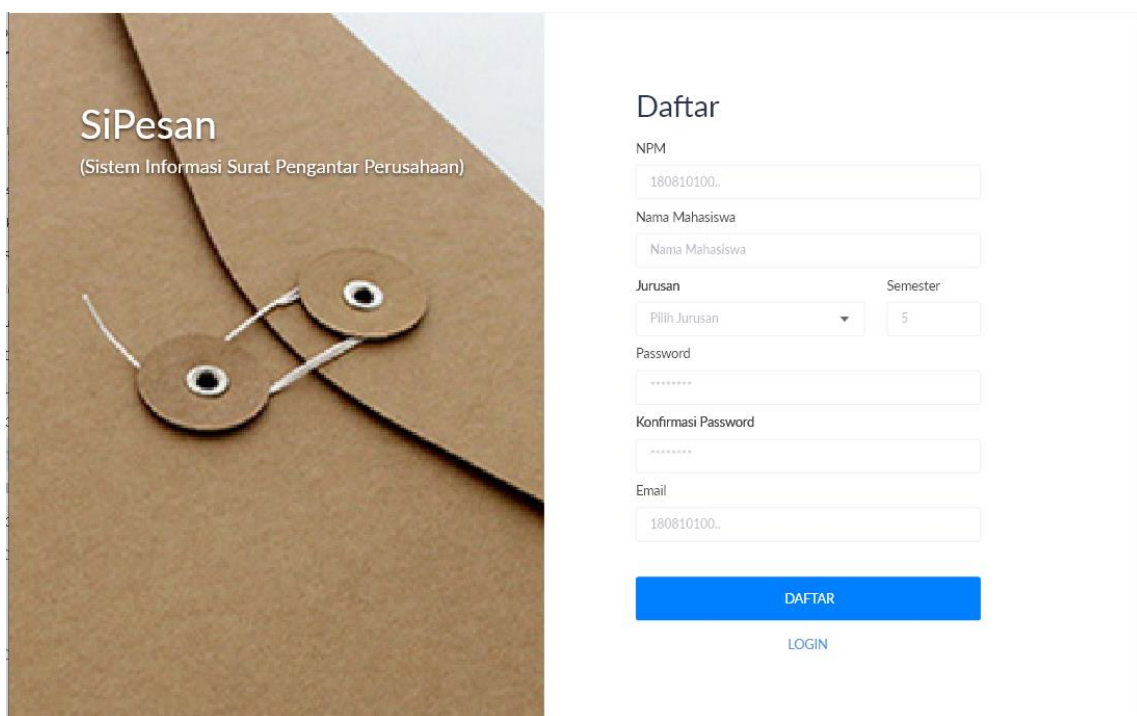 SiPesan
(Sistem Informasi Surat Pengantar Perusahaan)
Daftar
NPM
180810100..
Nama Mahasiswa
Nama Mahasiswa
Jurusan Semester
Pilih Jurusan 5
Password
********
Konfirmasi Password
********
Email
180810100..
DAFTAR
LOGIN